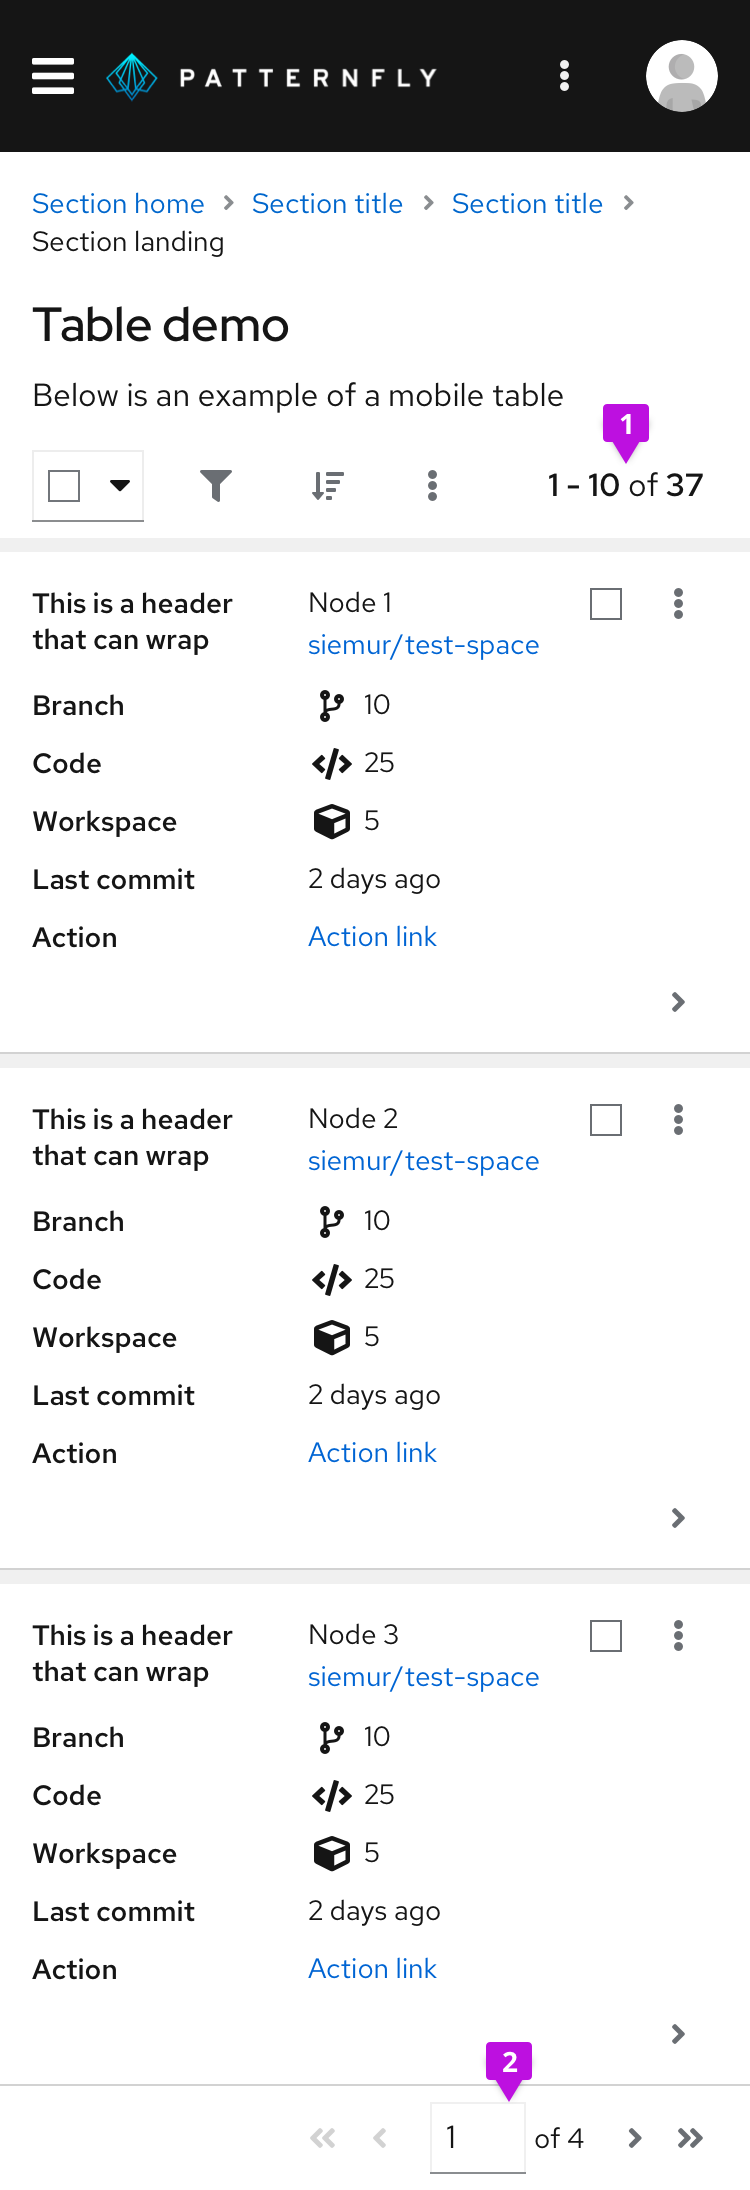 PATTERNFLY
Section home > Section title > Section title >
Section landing
Table demo
Below is an example of a mobile table
1
1 - 10 of 37
This is a header
that can wrap
Node 1
siemur/test-space
Branch
10
Code
25
Workspace
5
Last commit
2 days ago
Action
Action link
This is a header
that can wrap
Node 2
siemur/test-space
Branch
10
Code
25
Workspace
5
Last commit
2 days ago
Action
Action link
This is a header
that can wrap
Node 3
siemur/test-space
Branch
10
Code
25
Workspace
5
Last commit
2 days ago
Action
Action link
2
1 of 4